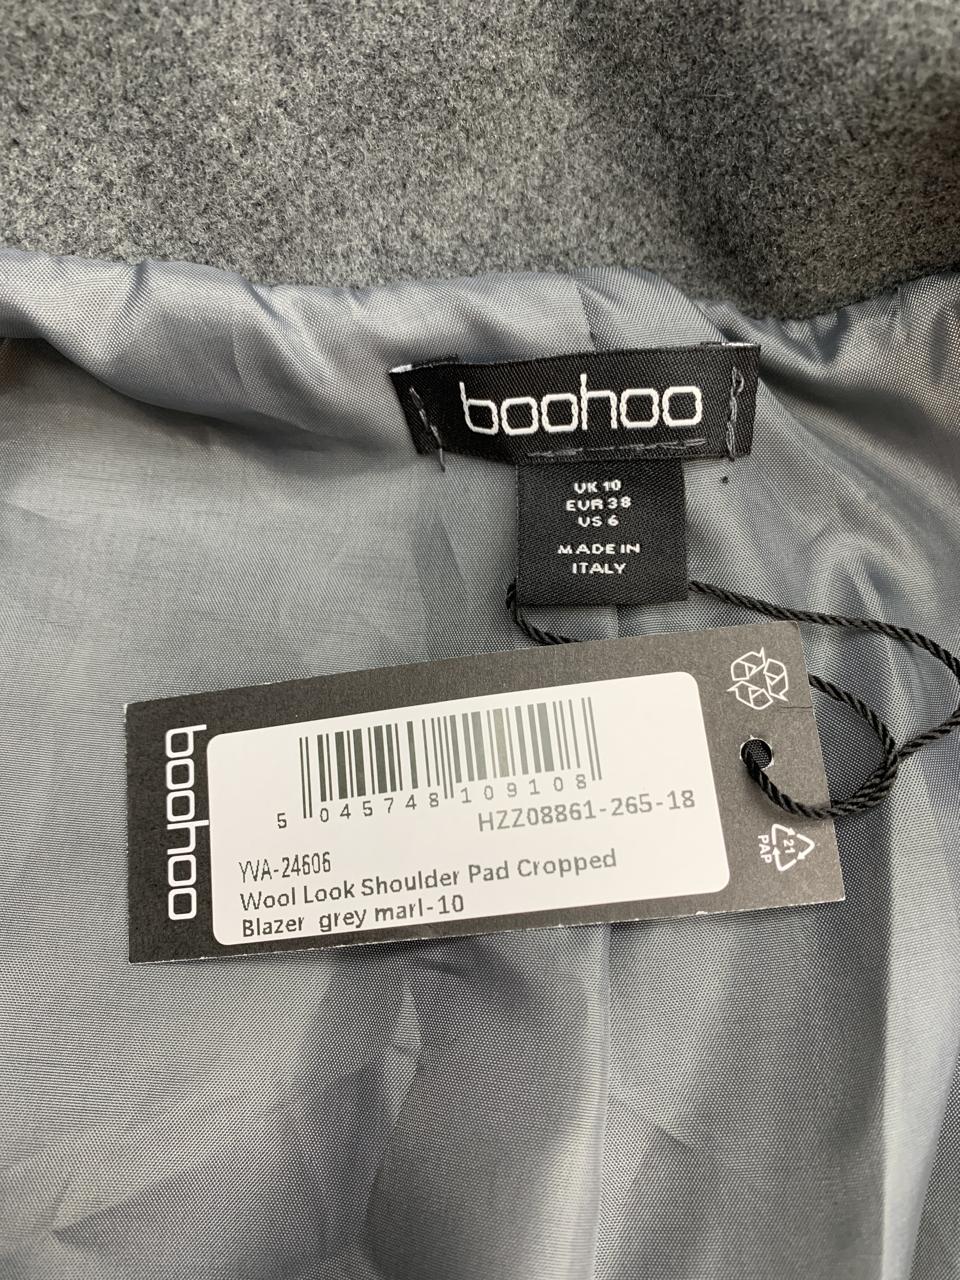 boohoo
UK 10
EUR 38
US 6
MADE IN
ITALY
boohoo
5 045748 109108
HZZ08861-265-18
YVA-24606
Wool Look Shoulder Pad Cropped
Blazer grey marl-10
21
PAP